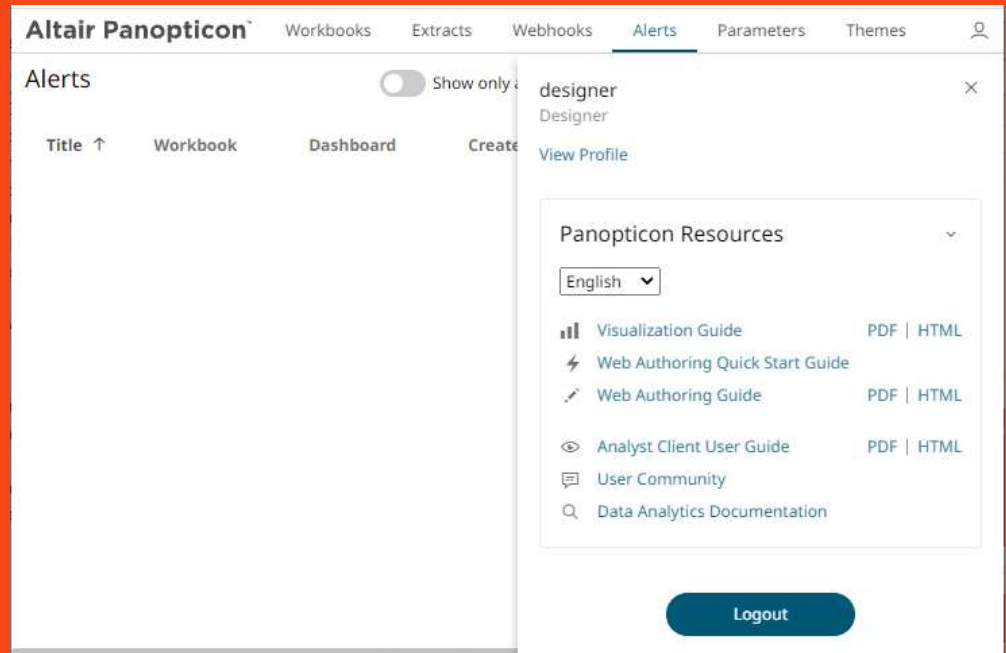 Altair Panopticon™ Workbooks Extracts Webhooks Alerts Parameters Themes
Alerts Show only
Title ↑ Workbook Dashboard Create
designer
Designer
View Profile
Panopticon Resources
English
Visualization Guide PDF | HTML
Web Authoring Quick Start Guide
Web Authoring Guide PDF | HTML
Analyst Client User Guide PDF | HTML
User Community
Data Analytics Documentation
Logout